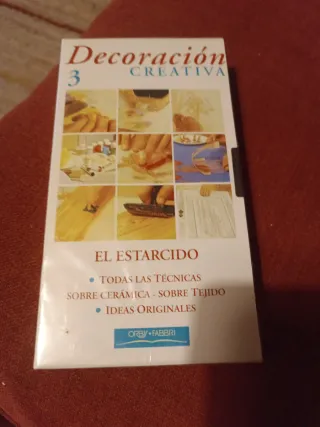 Decoración
3 CREATIVA
EL ESTARCIDO
• TODAS LAS TÉCNICAS
SOBRE CERÁMICA - SOBRE TEJIDO
• IDEAS ORIGINALES
ORBIS • FABBRI